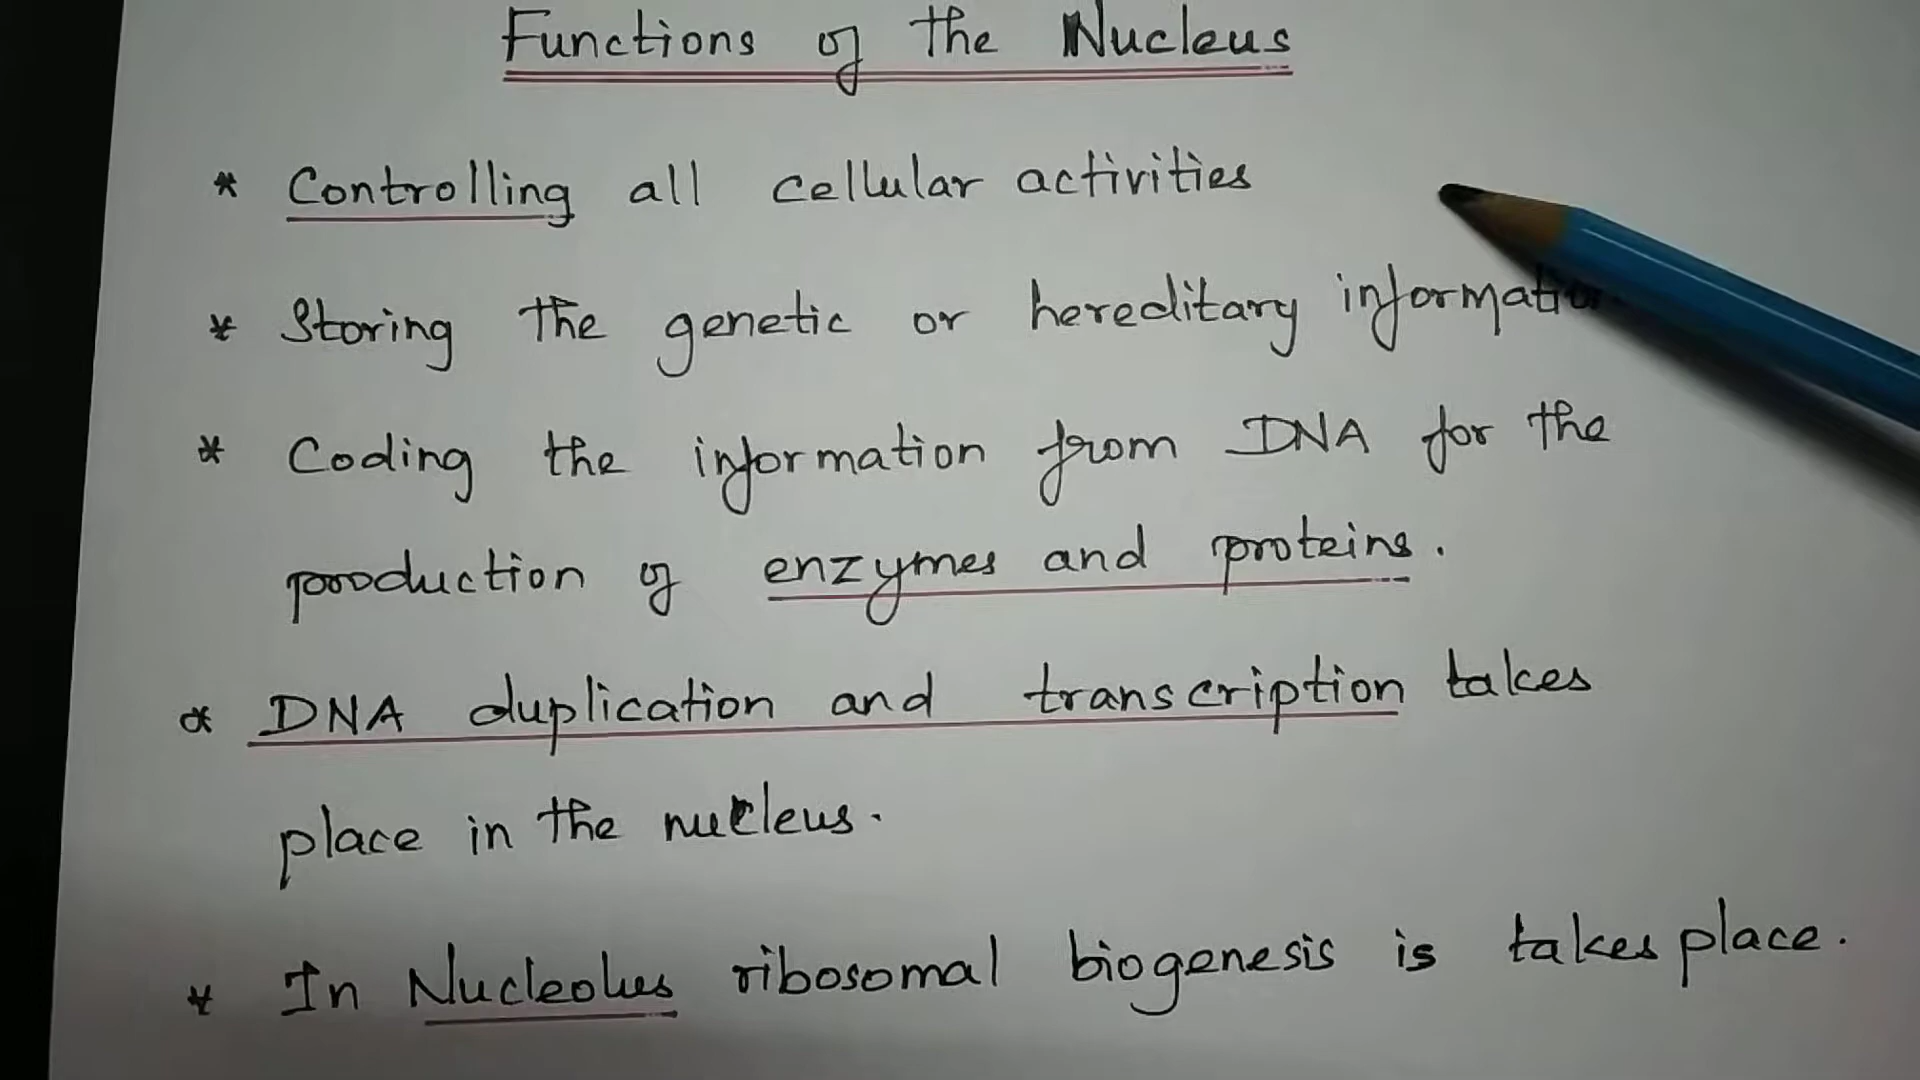 Functions of the Nucleus
* Controlling all cellular activities
* Storing the genetic or hereditary information
* Coding the information from DNA for the
production of enzymes and proteins.
* DNA duplication and transcription takes
place in the nucleus.
* In Nucleolus ribosomal biogenesis is takes place.